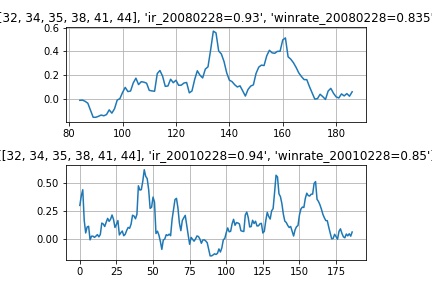 [32, 34, 35, 38, 41, 44], 'ir_20080228=0.93', 'winrate_20080228=0.835'
0.6
0.4
0.2
0.0
80 100 120 140 160 180
[[32, 34, 35, 38, 41, 44], 'ir_20010228=0.94', 'winrate_20010228=0.85']
0.50
0.25
0.00
0 25 50 75 100 125 150 175